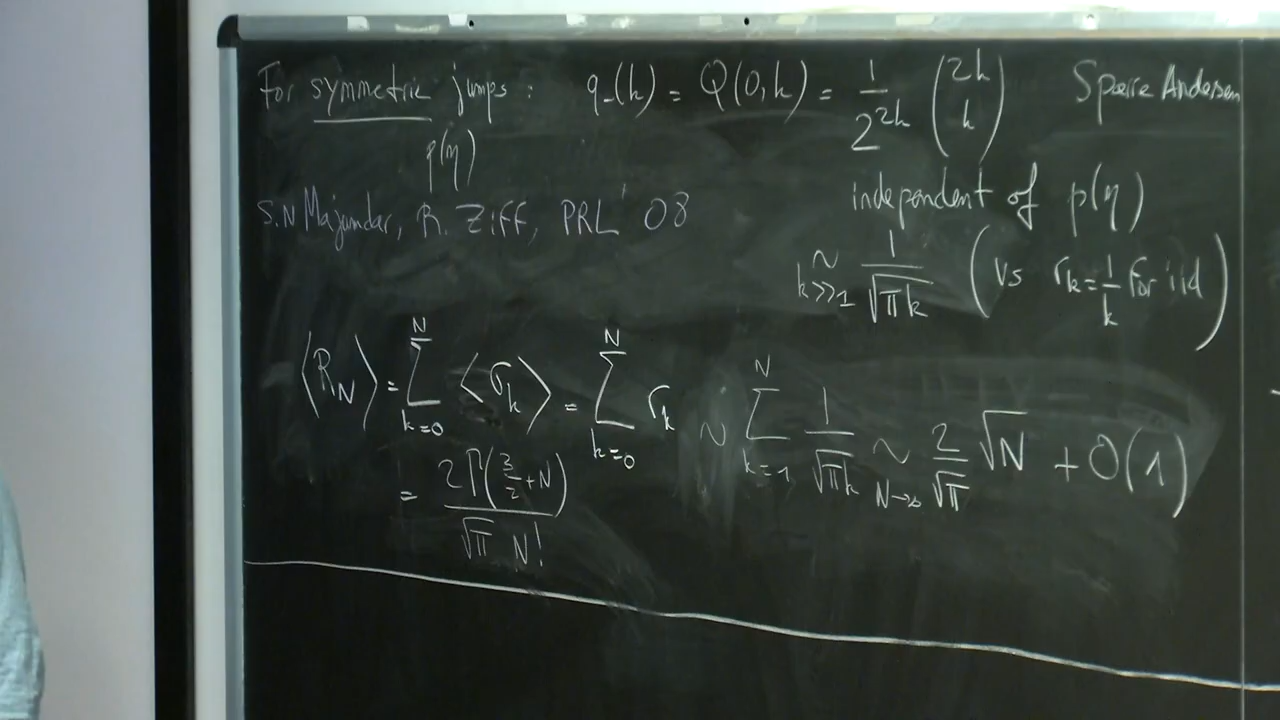 For symmetric jumps : q_(k) = Q(0,k) = 1/2^{2k} (2k k) Sparre Andersen
p(η)
independent of p(η)
S.N Majumdar, R. Ziff, PRL '08
~ k>>1 1/√(πk) (vs r_k = 1/k for iid)
⟨R_N⟩ = Σ_{k=0}^{N} ⟨σ_k⟩ = Σ_{k=0}^{N} r_k ~ Σ_{k=1}^{N} 1/√(πk) ~ N→∞ 2/√π √N + O(1)
= 2Γ(3/2 + N) / √π N!